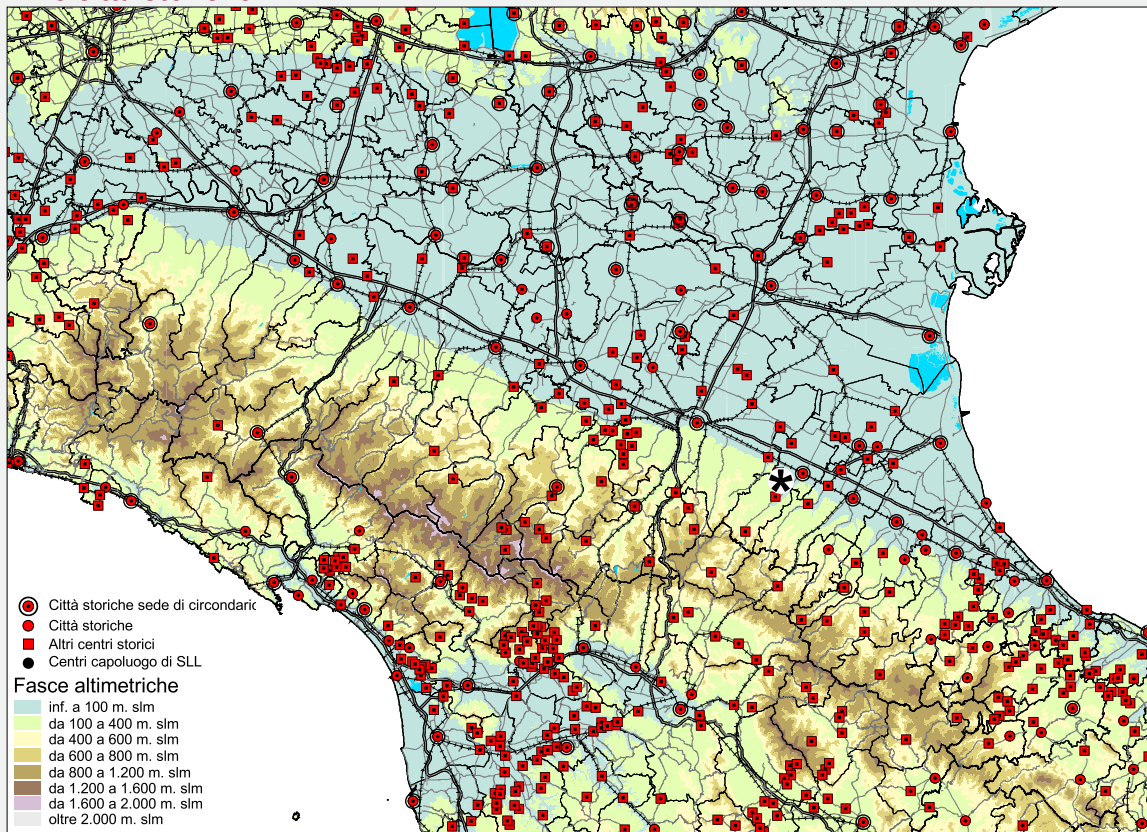 Città storiche sede di circondaric
Città storiche
Altri centri storici
Centri capoluogo di SLL
Fasce altimetriche
inf. a 100 m. slm
da 100 a 400 m. slm
da 400 a 600 m. slm
da 600 a 800 m. slm
da 800 a 1.200 m. slm
da 1.200 a 1.600 m. slm
da 1.600 a 2.000 m. slm
oltre 2.000 m. slm